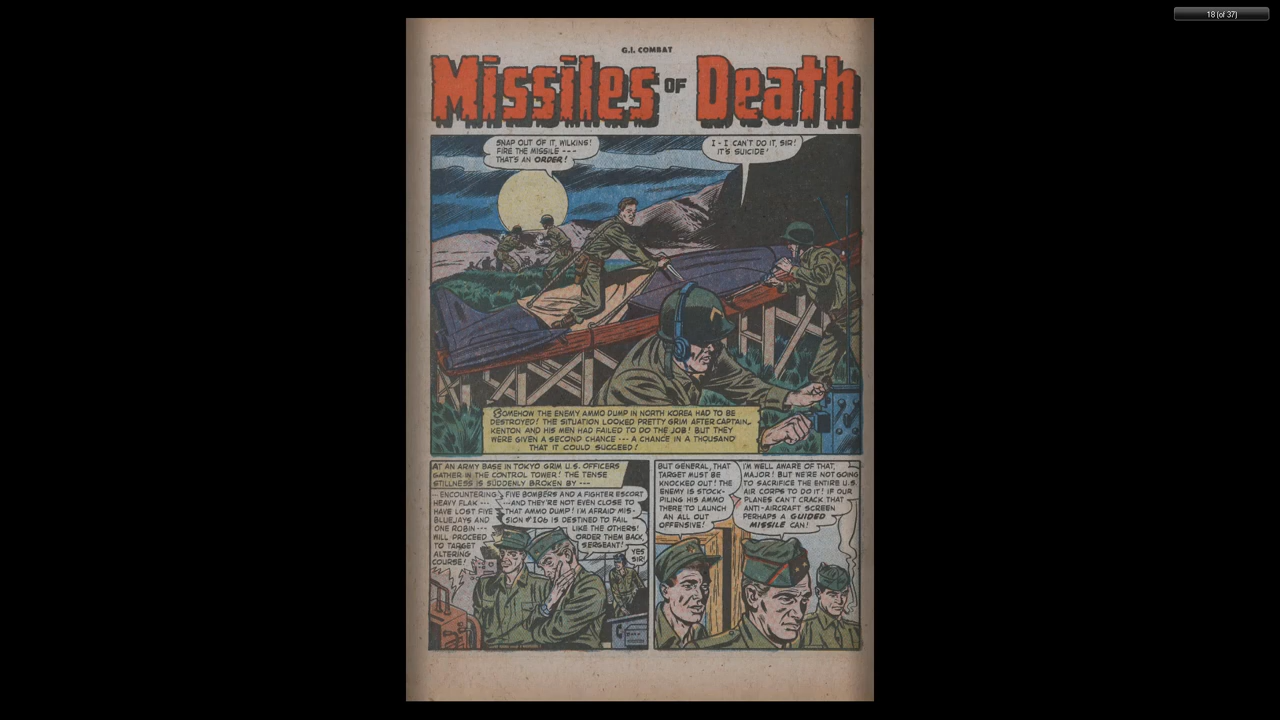 18 (of 37)
G.I. COMBAT
Missiles OF Death
SNAP OUT OF IT, WILKINS!
FIRE THE MISSILE ---
THAT'S AN ORDER!
I - I CAN'T DO IT, SIR!
IT'S SUICIDE!
SOMEHOW THE ENEMY AMMO DUMP IN NORTH KOREA HAD TO BE
DESTROYED! THE SITUATION LOOKED PRETTY GRIM AFTER CAPTAIN
KENTON AND HIS MEN HAD FAILED TO DO THE JOB! BUT THEY
WERE GIVEN A SECOND CHANCE --- A CHANCE IN A THOUSAND
THAT IT COULD SUCCEED!
AT AN ARMY BASE IN TOKYO GRIM U.S. OFFICERS
GATHER IN THE CONTROL TOWER! THE TENSE
STILLNESS IS SUDDENLY BROKEN BY ---
-- ENCOUNTERING
HEAVY FLAK ---
HAVE LOST FIVE
BLUEJAYS AND
ONE ROBIN ---
WILL PROCEED
TO TARGET
ALTERING
COURSE!
FIVE BOMBERS AND A FIGHTER ESCORT
---AND THEY'RE NOT EVEN CLOSE TO
THAT AMMO DUMP! I'M AFRAID MIS-
SION #106 IS DESTINED TO FAIL
LIKE THE OTHERS!
ORDER THEM BACK,
SERGEANT!
YES
SIR!
BUT GENERAL, THAT
TARGET MUST BE
KNOCKED OUT! THE
ENEMY IS STOCK-
PILING HIS AMMO
THERE TO LAUNCH
AN ALL OUT
OFFENSIVE!
I'M WELL AWARE OF THAT,
MAJOR! BUT WE'RE NOT GOING
TO SACRIFICE THE ENTIRE U.S.
AIR CORPS TO DO IT! IF OUR
PLANES CAN'T CRACK THAT
ANTI-AIRCRAFT SCREEN
PERHAPS A GUIDED
MISSILE CAN!